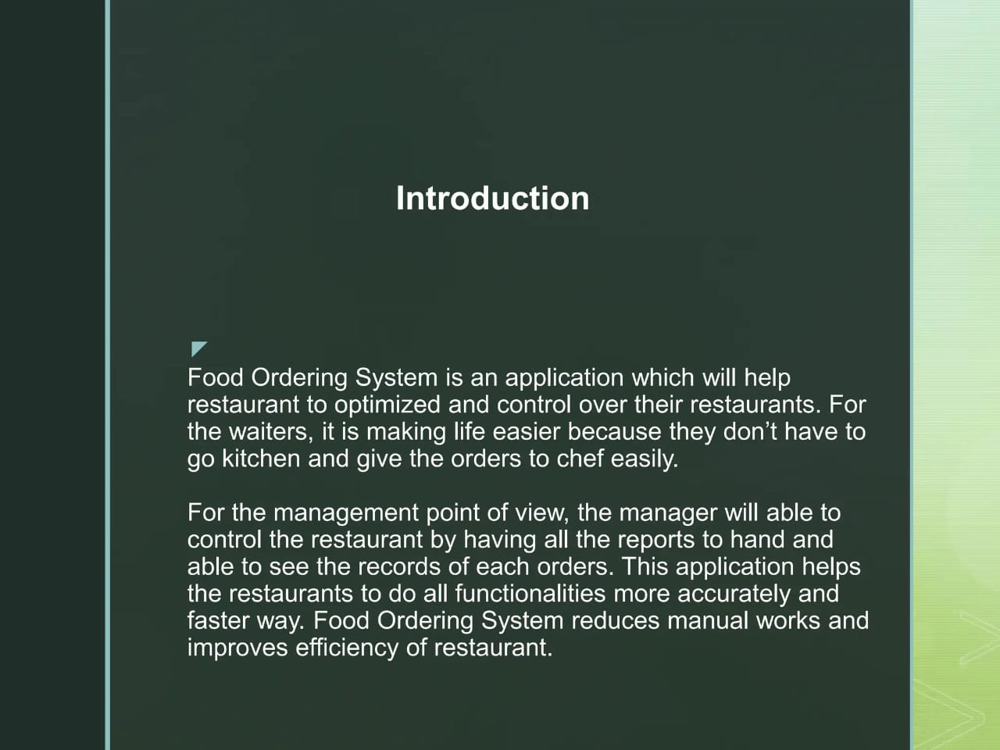 Introduction
Food Ordering System is an application which will help
restaurant to optimized and control over their restaurants. For
the waiters, it is making life easier because they don’t have to
go kitchen and give the orders to chef easily.
For the management point of view, the manager will able to
control the restaurant by having all the reports to hand and
able to see the records of each orders. This application helps
the restaurants to do all functionalities more accurately and
faster way. Food Ordering System reduces manual works and
improves efficiency of restaurant.